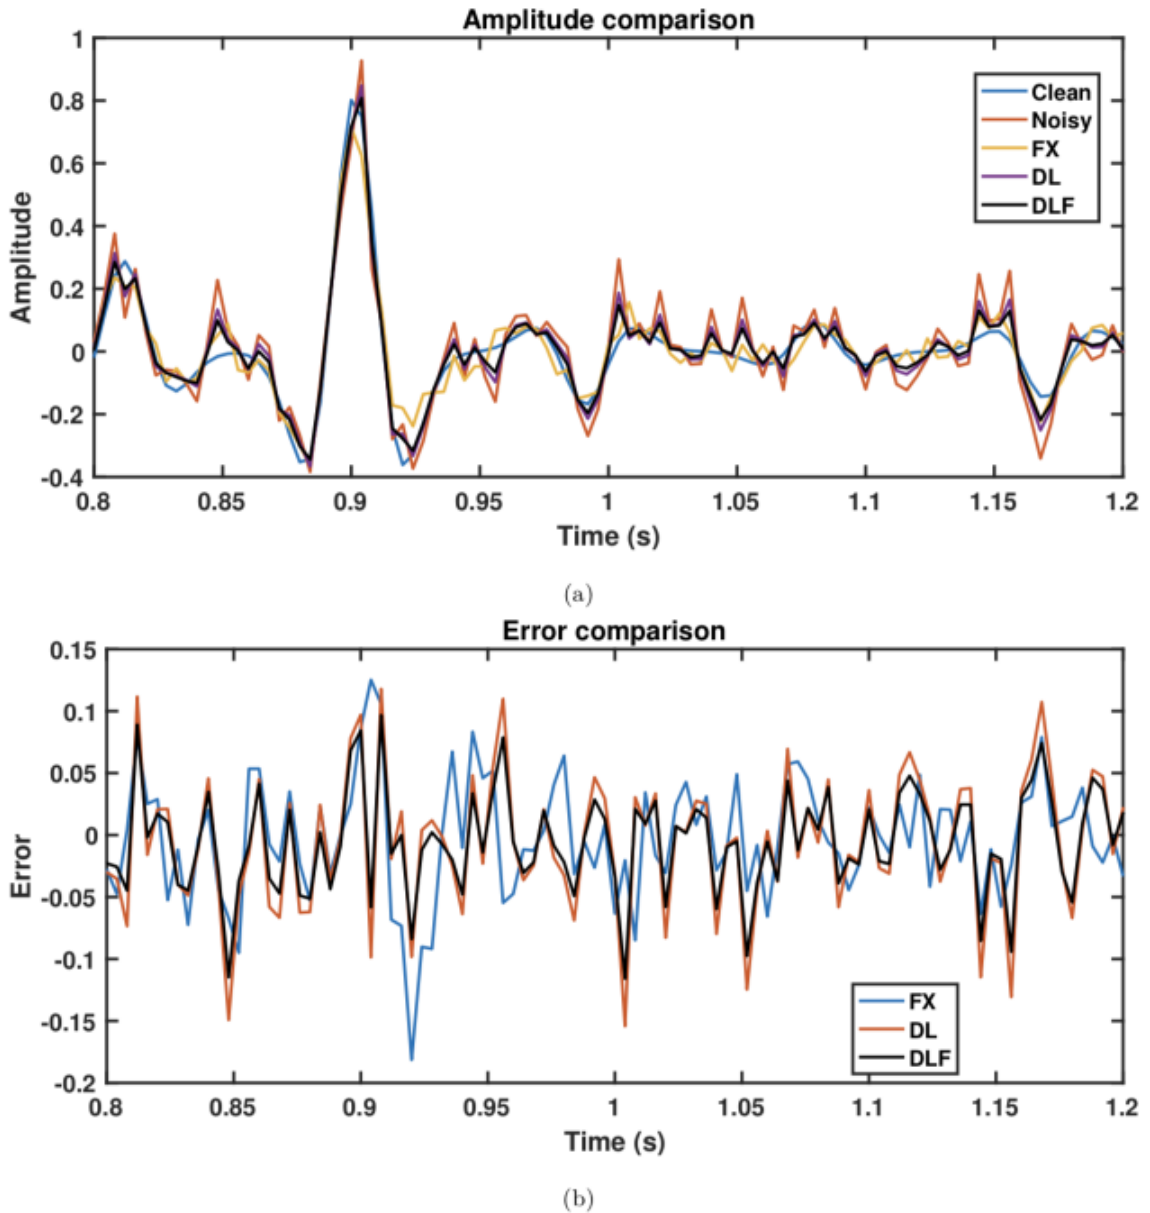 Amplitude comparison
1
0.8
0.6
0.4
0.2
0
-0.2
-0.4
Amplitude
Clean
Noisy
FX
DL
DLF
0.8 0.85 0.9 0.95 1 1.05 1.1 1.15 1.2
Time (s)
(a)
Error comparison
0.15
0.1
0.05
0
-0.05
-0.1
-0.15
-0.2
Error
FX
DL
DLF
0.8 0.85 0.9 0.95 1 1.05 1.1 1.15 1.2
Time (s)
(b)